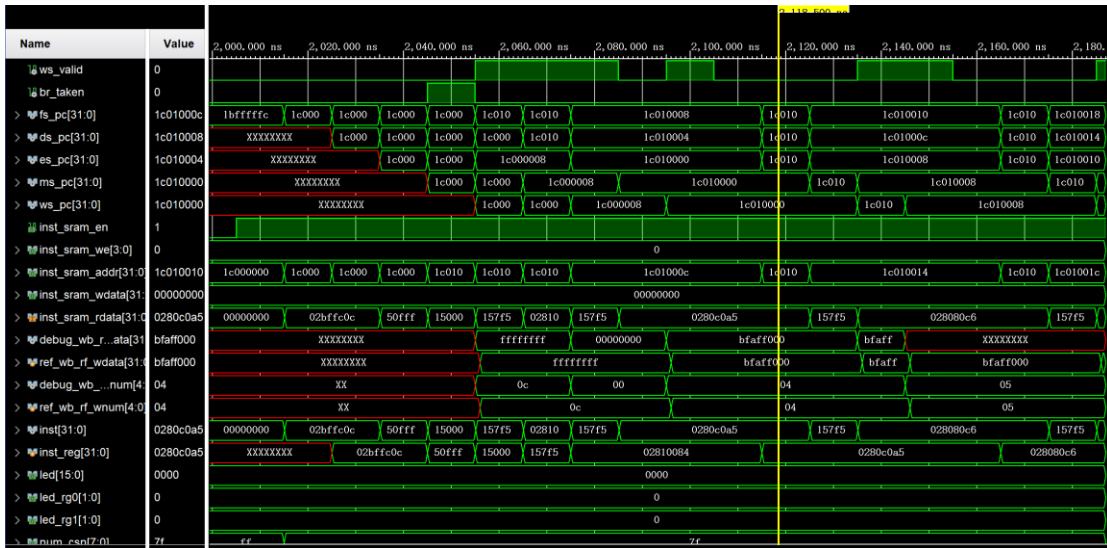 2,118.500 ns
Name Value 2,000.000 ns 2,020.000 ns 2,040.000 ns 2,060.000 ns 2,080.000 ns 2,100.000 ns 2,120.000 ns 2,140.000 ns 2,160.000 ns 2,180.
ws_valid 0
br_taken 0
fs_pc[31:0] 1c01000c 1bfffffc 1c000 1c000 1c000 1c000 1c010 1c010 1c010008 1c010 1c010010 1c010 1c010018
ds_pc[31:0] 1c010008 XXXXXXXX 1c000 1c000 1c000 1c000 1c010 1c010004 1c010 1c01000c 1c010 1c010014
es_pc[31:0] 1c010004 XXXXXXXX 1c000 1c000 1c000008 1c010000 1c010 1c010008 1c010 1c010010
ms_pc[31:0] 1c010000 XXXXXXXX 1c000 1c000 1c000008 1c010000 1c010 1c010008 1c010
ws_pc[31:0] 1c010000 XXXXXXXX 1c000 1c000 1c000008 1c010000 1c010 1c010008
inst_sram_en 1
inst_sram_we[3:0] 0 0
inst_sram_addr[31:0] 1c010010 1c000000 1c000 1c000 1c000 1c010 1c010 1c010 1c01000c 1c010 1c010014 1c010 1c01001c
inst_sram_wdata[31: 00000000 00000000
inst_sram_rdata[31:0 0280c0a5 00000000 02bffc0c 50fff 15000 157f5 02810 157f5 0280c0a5 157f5 028080c6 157f5
debug_wb_r...ata[31 bfaff000 XXXXXXXX ffffffff 00000000 bfaff000 bfaff XXXXXXXX
ref_wb_rf_wdata[31:0 bfaff000 XXXXXXXX ffffffff bfaff000 bfaff bfaff000
debug_wb_...num[4: 04 XX 0c 00 04 05
ref_wb_rf_wnum[4:0] 04 XX 0c 04 05
inst[31:0] 0280c0a5 00000000 02bffc0c 50fff 15000 157f5 02810 157f5 0280c0a5 157f5 028080c6 157f5
inst_reg[31:0] 0280c0a5 XXXXXXXX 02bffc0c 50fff 15000 157f5 02810084 0280c0a5 028080c6
led[15:0] 0000 0000
led_rg0[1:0] 0 0
led_rg1[1:0] 0 0
num_csn[7:0] 7f ff 7f